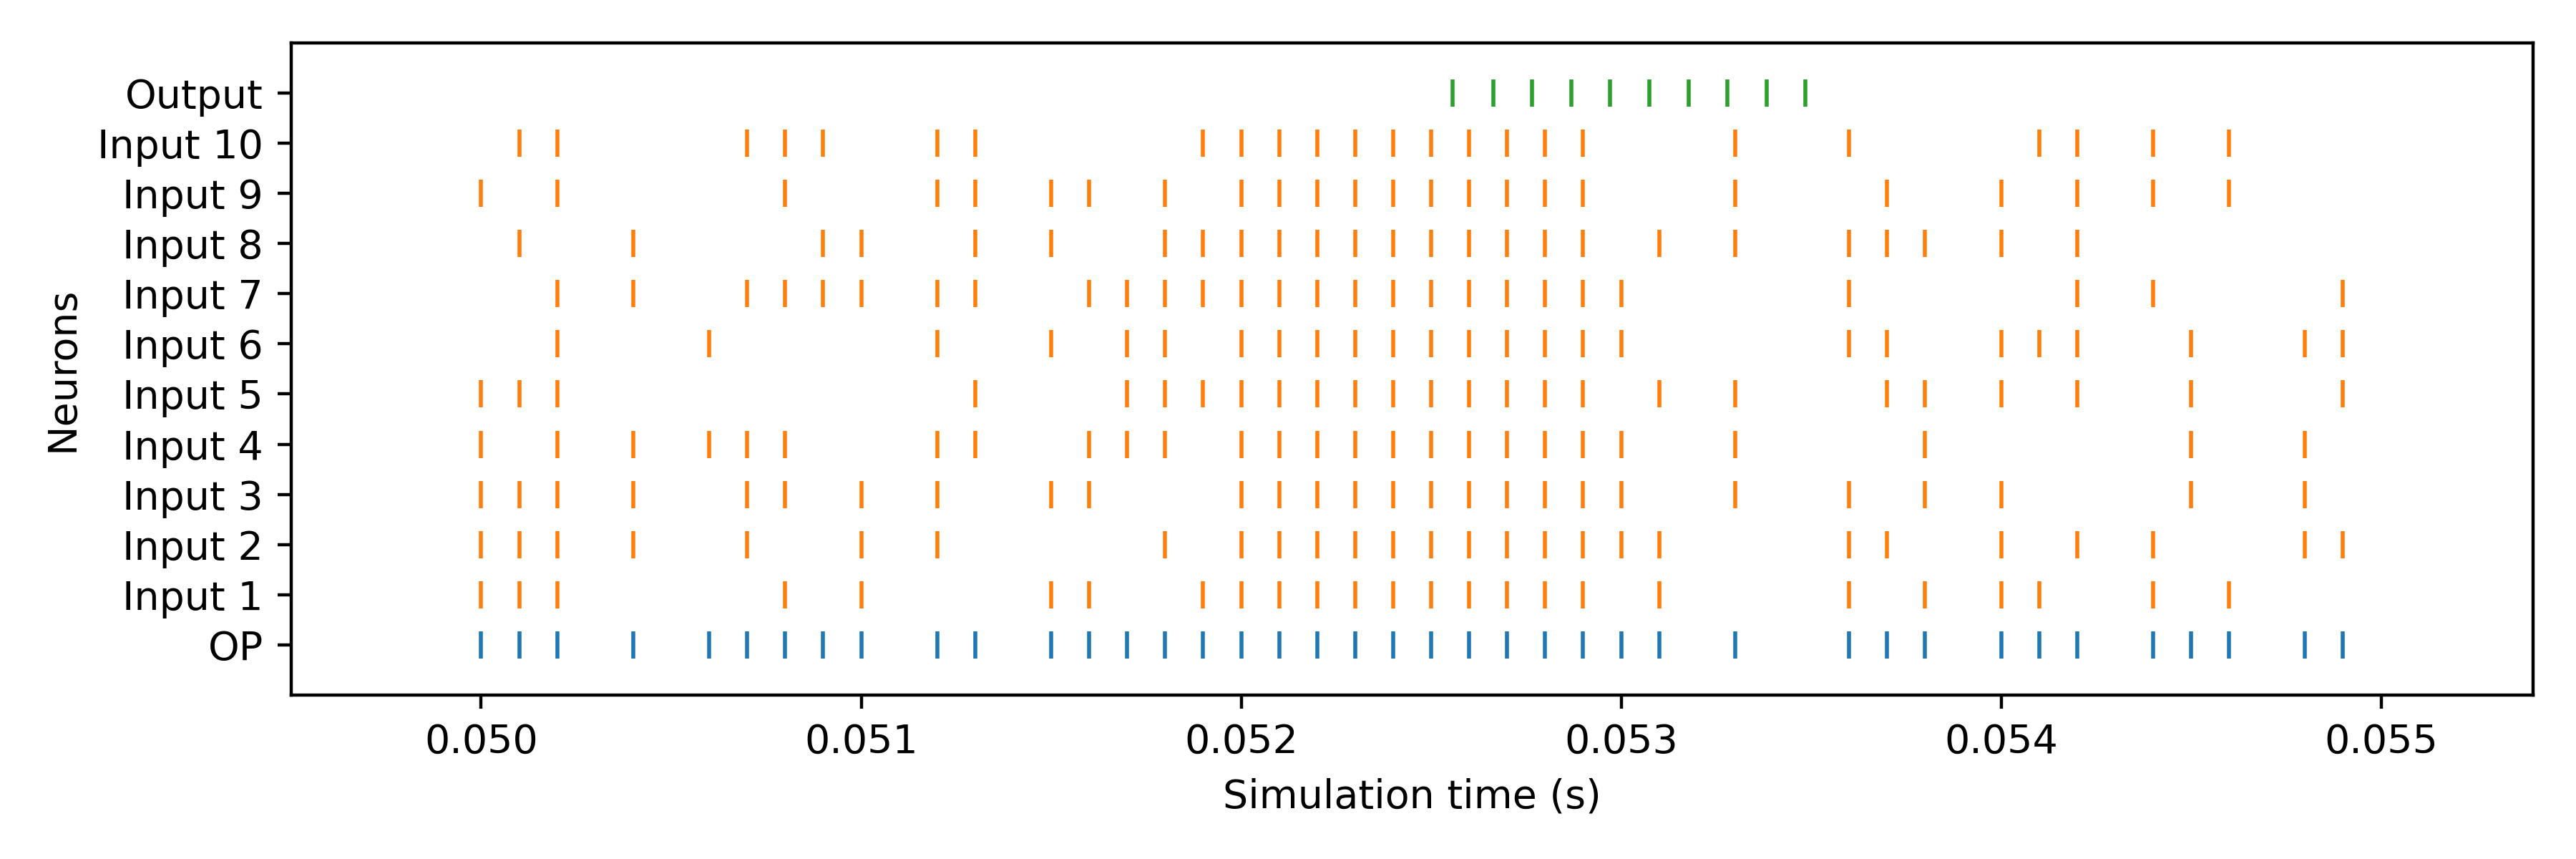 Output
Input 10
Input 9
Input 8
Input 7
Input 6
Input 5
Input 4
Input 3
Input 2
Input 1
OP
Neurons
0.050 0.051 0.052 0.053 0.054 0.055
Simulation time (s)